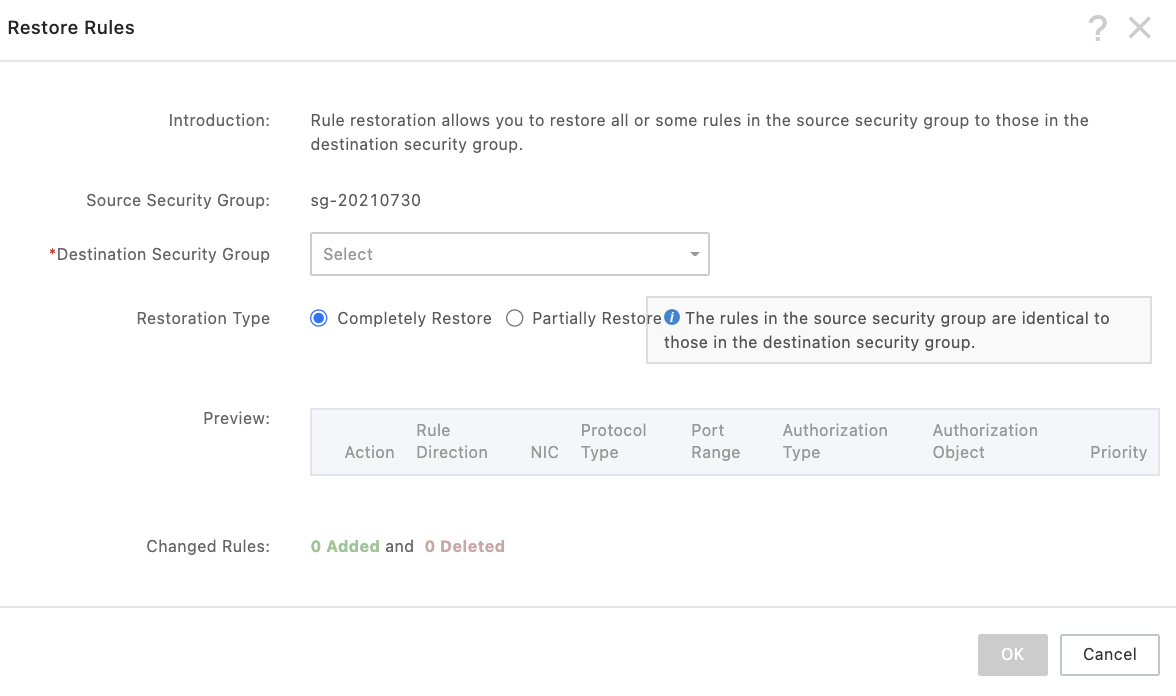 Restore Rules
?
Introduction:
Rule restoration allows you to restore all or some rules in the source security group to those in the
destination security group.
Source Security Group:
sg-20210730
*Destination Security Group
Select
Restoration Type
Completely Restore
Partially Restore
i The rules in the source security group are identical to
those in the destination security group.
Preview:
Action
Rule
Direction
NIC
Protocol
Type
Port
Range
Authorization
Type
Authorization
Object
Priority
Changed Rules:
0 Added and 0 Deleted
OK
Cancel